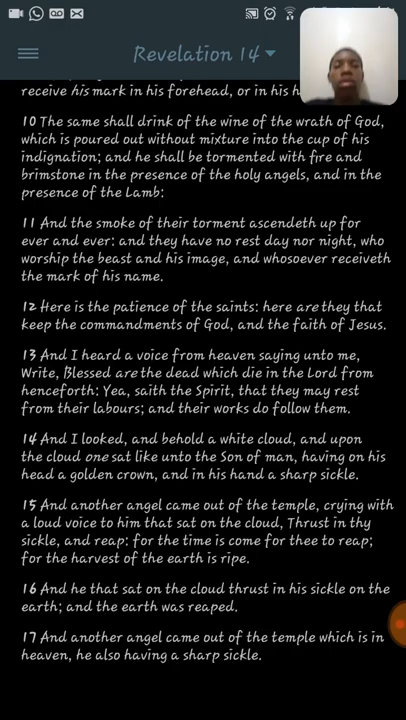 Revelation 14
receive his mark in his forehead, or in his h
10 The same shall drink of the wine of the wrath of God,
which is poured out without mixture into the cup of his
indignation; and he shall be tormented with fire and
brimstone in the presence of the holy angels, and in the
presence of the Lamb:
11 And the smoke of their torment ascendeth up for
ever and ever: and they have no rest day nor night, who
worship the beast and his image, and whosoever receiveth
the mark of his name.
12 Here is the patience of the saints: here are they that
keep the commandments of God, and the faith of Jesus.
13 And I heard a voice from heaven saying unto me,
Write, Blessed are the dead which die in the Lord from
henceforth: Yea, saith the Spirit, that they may rest
from their labours; and their works do follow them.
14 And I looked, and behold a white cloud, and upon
the cloud one sat like unto the Son of man, having on his
head a golden crown, and in his hand a sharp sickle.
15 And another angel came out of the temple, crying with
a loud voice to him that sat on the cloud, Thrust in thy
sickle, and reap: for the time is come for thee to reap;
for the harvest of the earth is ripe.
16 And he that sat on the cloud thrust in his sickle on the
earth; and the earth was reaped.
17 And another angel came out of the temple which is in
heaven, he also having a sharp sickle.